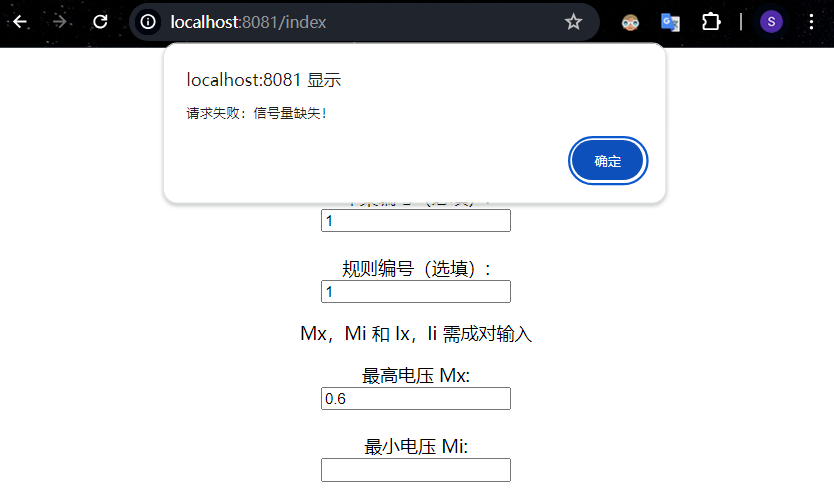 localhost:8081/index
S
localhost:8081 显示
请求失败：信号量缺失！
确定
1
规则编号（选填）:
1
Mx，Mi 和 Ix，Ii 需成对输入
最高电压 Mx:
0.6
最小电压 Mi: